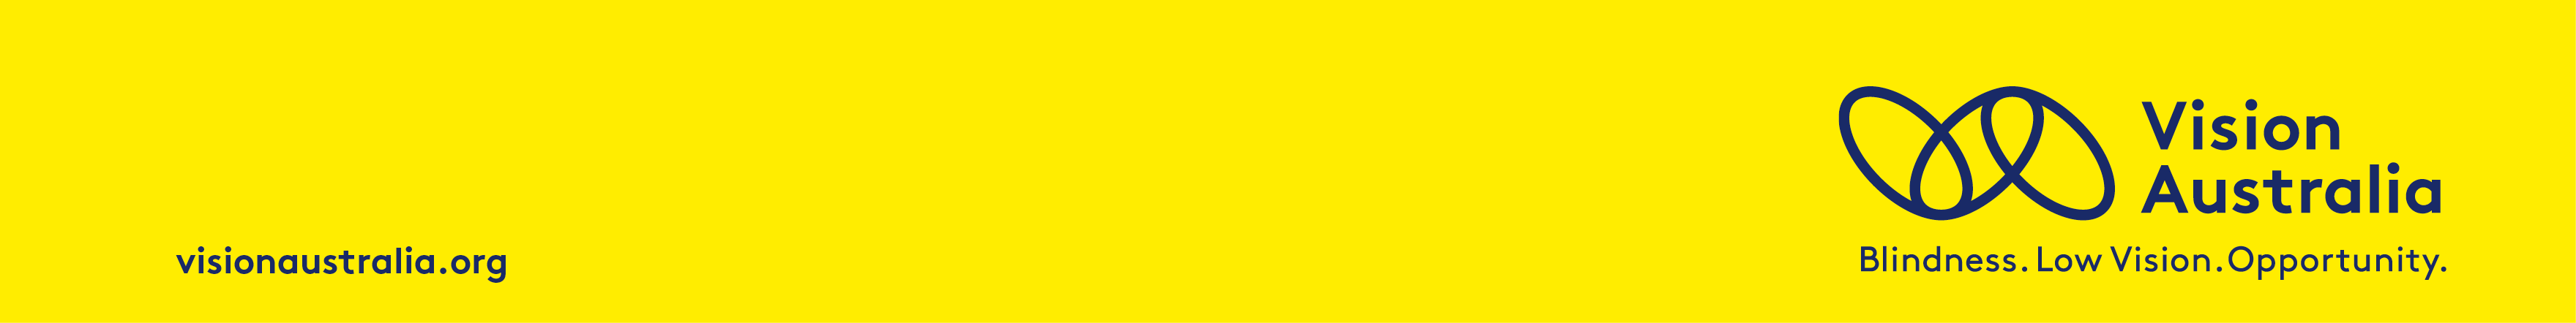 Vision
Australia
visionaustralia.org
Blindness. Low Vision. Opportunity.